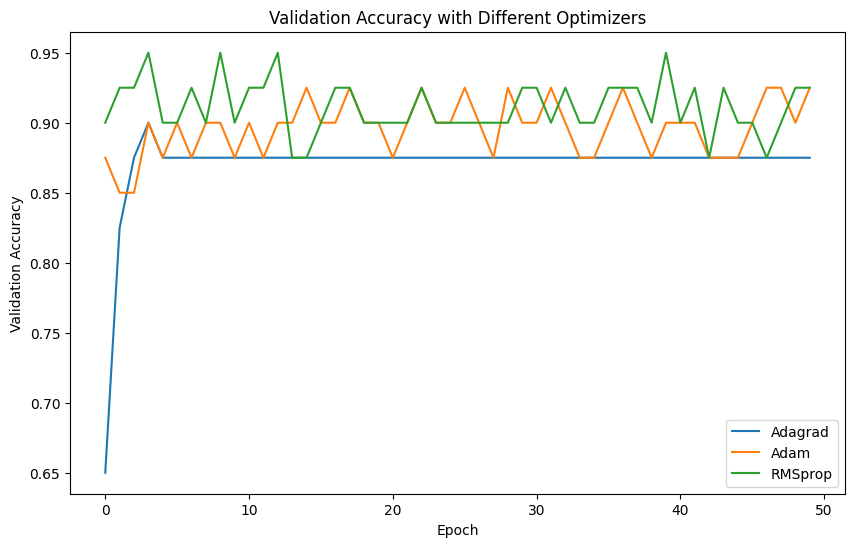 Validation Accuracy with Different Optimizers
Validation Accuracy
0.95
0.90
0.85
0.80
0.75
0.70
0.65
0
10
20
30
40
50
Epoch
Adagrad
Adam
RMSprop